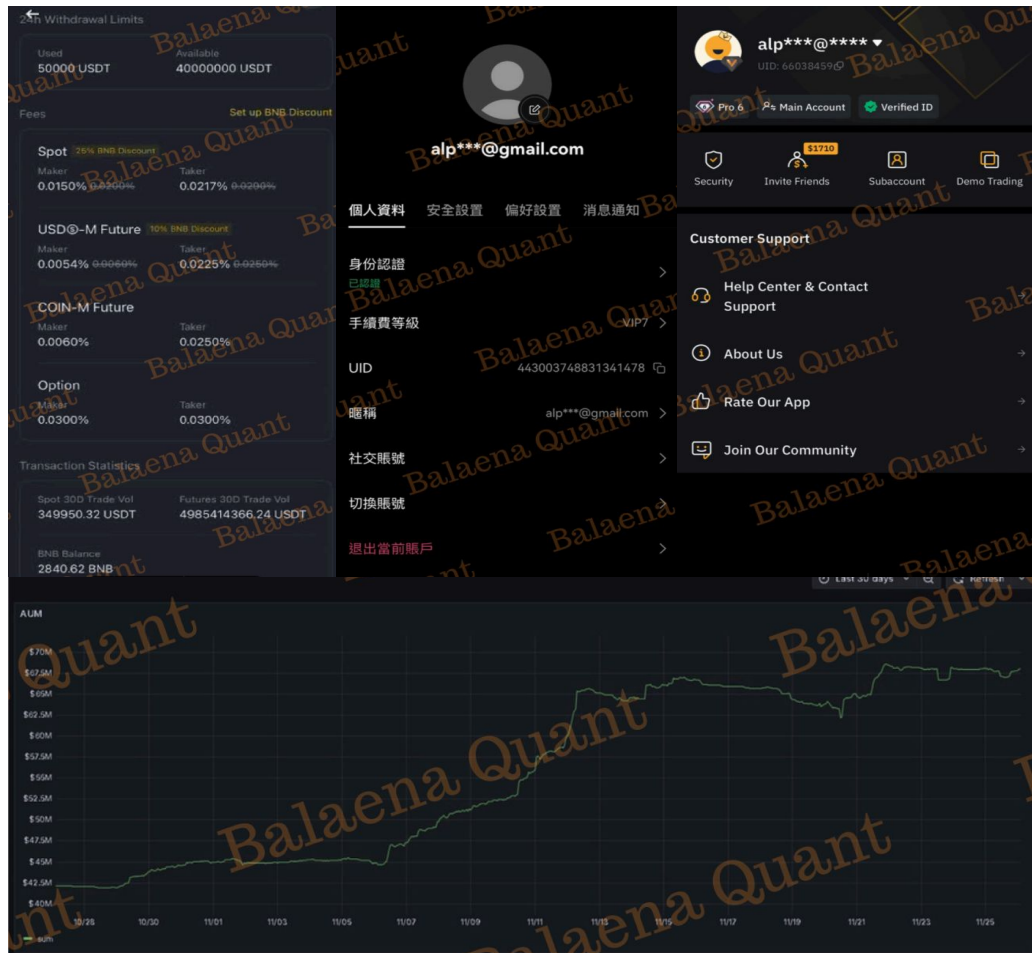 24h Withdrawal Limits
Used
Available
50000 USDT
40000000 USDT
Fees
Set up BNB Discount
Spot 25% BNB Discount
Maker
Taker
0.0150% 0.0200%
0.0217% 0.0290%
USDⓈ-M Future 10% BNB Discount
Maker
Taker
0.0054% 0.0060%
0.0225% 0.0250%
COIN-M Future
Maker
Taker
0.0060%
0.0250%
Option
Maker
Taker
0.0300%
0.0300%
Transaction Statistics
Spot 30D Trade Vol
Futures 30D Trade Vol
349950.32 USDT
4985414366.24 USDT
BNB Balance
2840.62 BNB
alp***@gmail.com
個人資料
安全設置
偏好設置
消息通知
身份認證
已認證
手續費等級
VIP7
UID
443003748831341478
暱稱
alp***@gmail.com
社交賬號
切換賬號
退出當前賬戶
alp***@****
UID: 66038459
Pro 6
Main Account
Verified ID
$1710
Security
Invite Friends
Subaccount
Demo Trading
Customer Support
Help Center & Contact
Support
About Us
Rate Our App
Join Our Community
Last 30 days
Refresh
AUM
$70M
$67.5M
$65M
$62.5M
$60M
$57.5M
$55M
$52.5M
$50M
$47.5M
$45M
$42.5M
$40M
10/28
10/30
11/01
11/03
11/05
11/07
11/09
11/11
11/13
11/15
11/17
11/19
11/21
11/23
11/25
sum
Balaena Quant